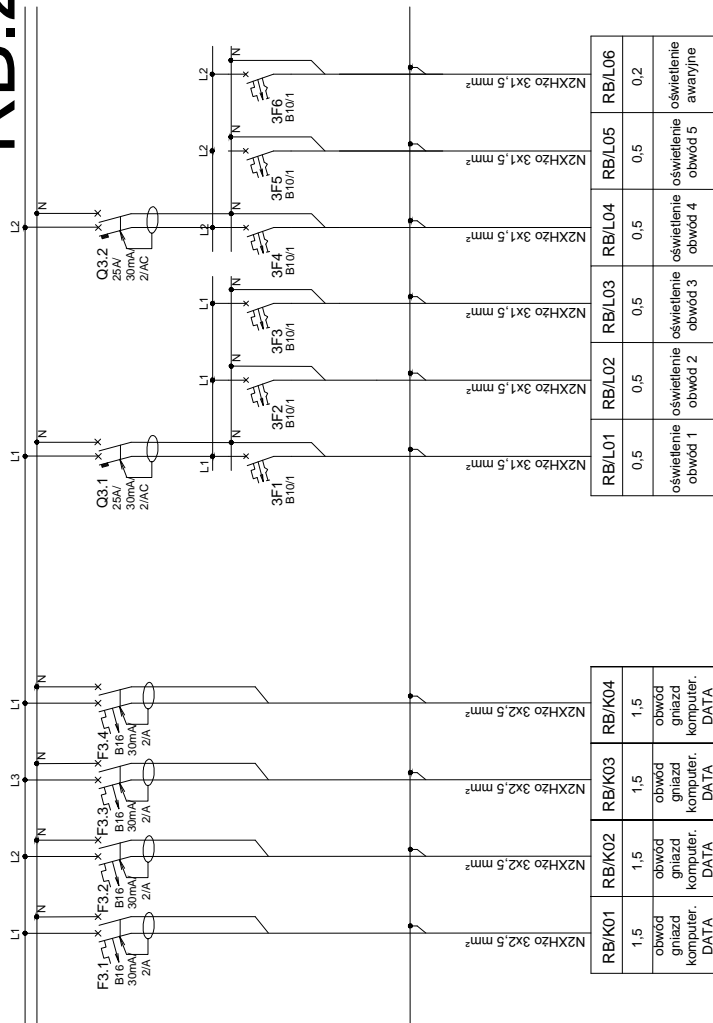 L1
N
L2
N
L3
N
L1
N
L1
N
L2
N
F3.1
B16
30mA
2/A
F3.2
B16
30mA
2/A
F3.3
B16
30mA
2/A
F3.4
B16
30mA
2/A
Q3.1
25A/
30mA
2/AC
Q3.2
25A/
30mA
2/AC
L1
N
L1
N
L1
N
L2
N
L2
N
L2
N
3F1
B10/1
3F2
B10/1
3F3
B10/1
3F4
B10/1
3F5
B10/1
3F6
B10/1
N2XHżo 3x2,5 mm²
N2XHżo 3x2,5 mm²
N2XHżo 3x2,5 mm²
N2XHżo 3x2,5 mm²
N2XHżo 3x1,5 mm²
N2XHżo 3x1,5 mm²
N2XHżo 3x1,5 mm²
N2XHżo 3x1,5 mm²
N2XHżo 3x1,5 mm²
N2XHżo 3x1,5 mm²
RB/K01
1,5
obwód
gniazd
komputer.
DATA
RB/K02
1,5
obwód
gniazd
komputer.
DATA
RB/K03
1,5
obwód
gniazd
komputer.
DATA
RB/K04
1,5
obwód
gniazd
komputer.
DATA
RB/L01
0,5
oświetlenie
obwód 1
RB/L02
0,5
oświetlenie
obwód 2
RB/L03
0,5
oświetlenie
obwód 3
RB/L04
0,5
oświetlenie
obwód 4
RB/L05
0,5
oświetlenie
obwód 5
RB/L06
0,2
oświetlenie
awaryjne